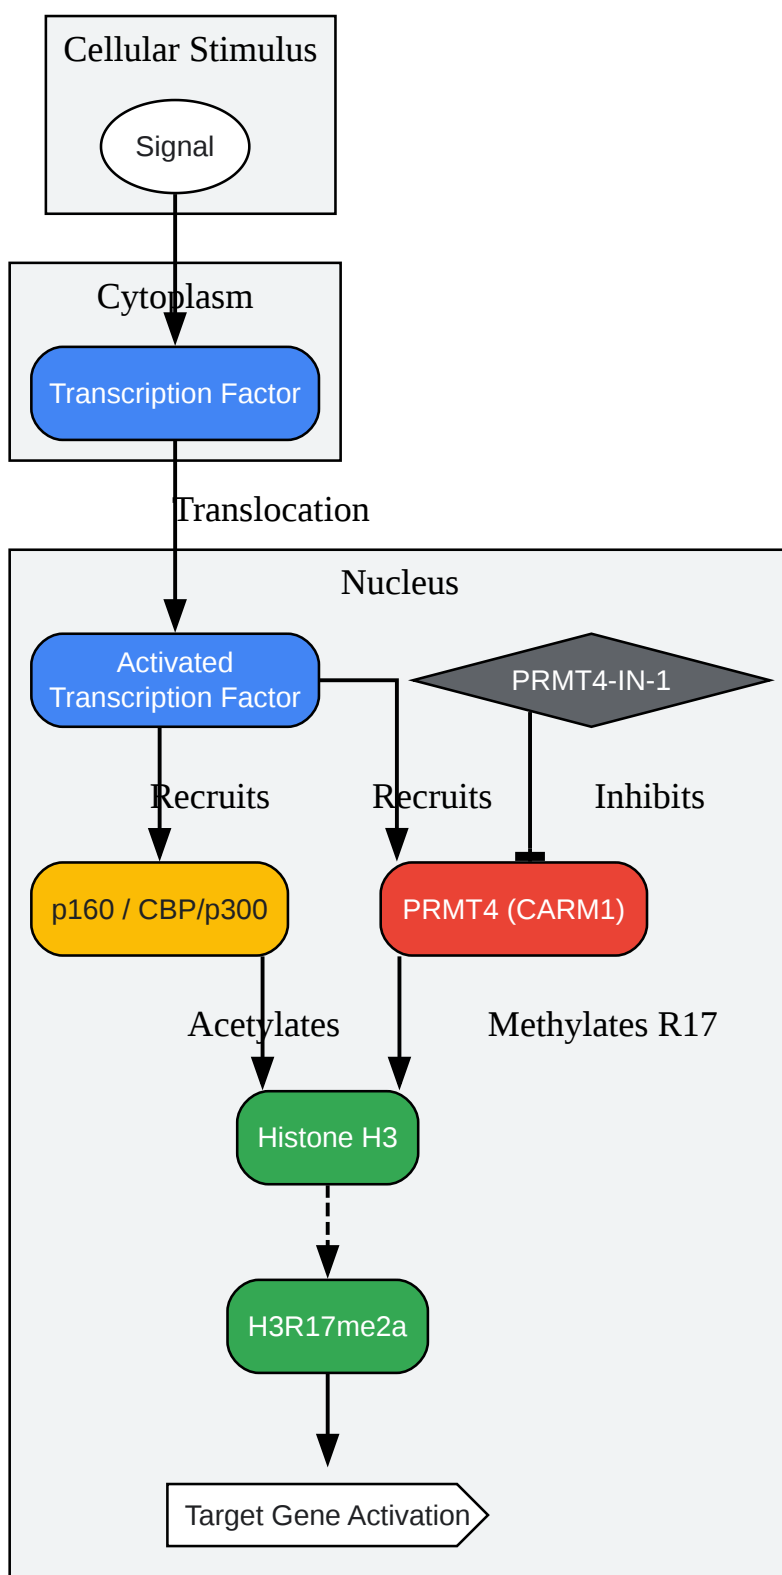 Cellular Stimulus
Signal
Cytoplasm
Transcription Factor
Translocation
Nucleus
Activated
Transcription Factor
PRMT4-IN-1
Recruits
Recruits
Inhibits
p160 / CBP/p300
PRMT4 (CARM1)
Acetylates
Methylates R17
Histone H3
H3R17me2a
Target Gene Activation